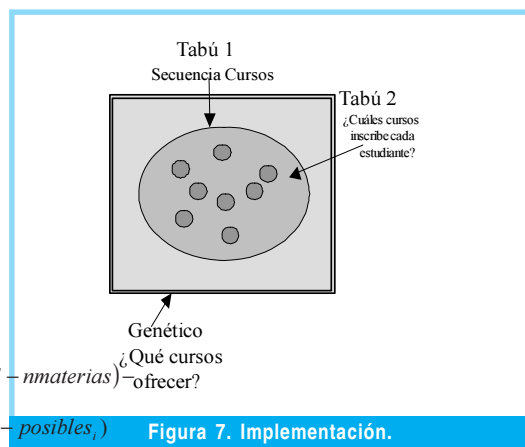 Tabú 1
Secuencia Cursos
Tabú 2
¿Cuáles cursos
inscribe cada
estudiante?
Genético
¿Qué cursos
ofrecer?
– nmaterias) –
– posibles_i)
Figura 7. Implementación.